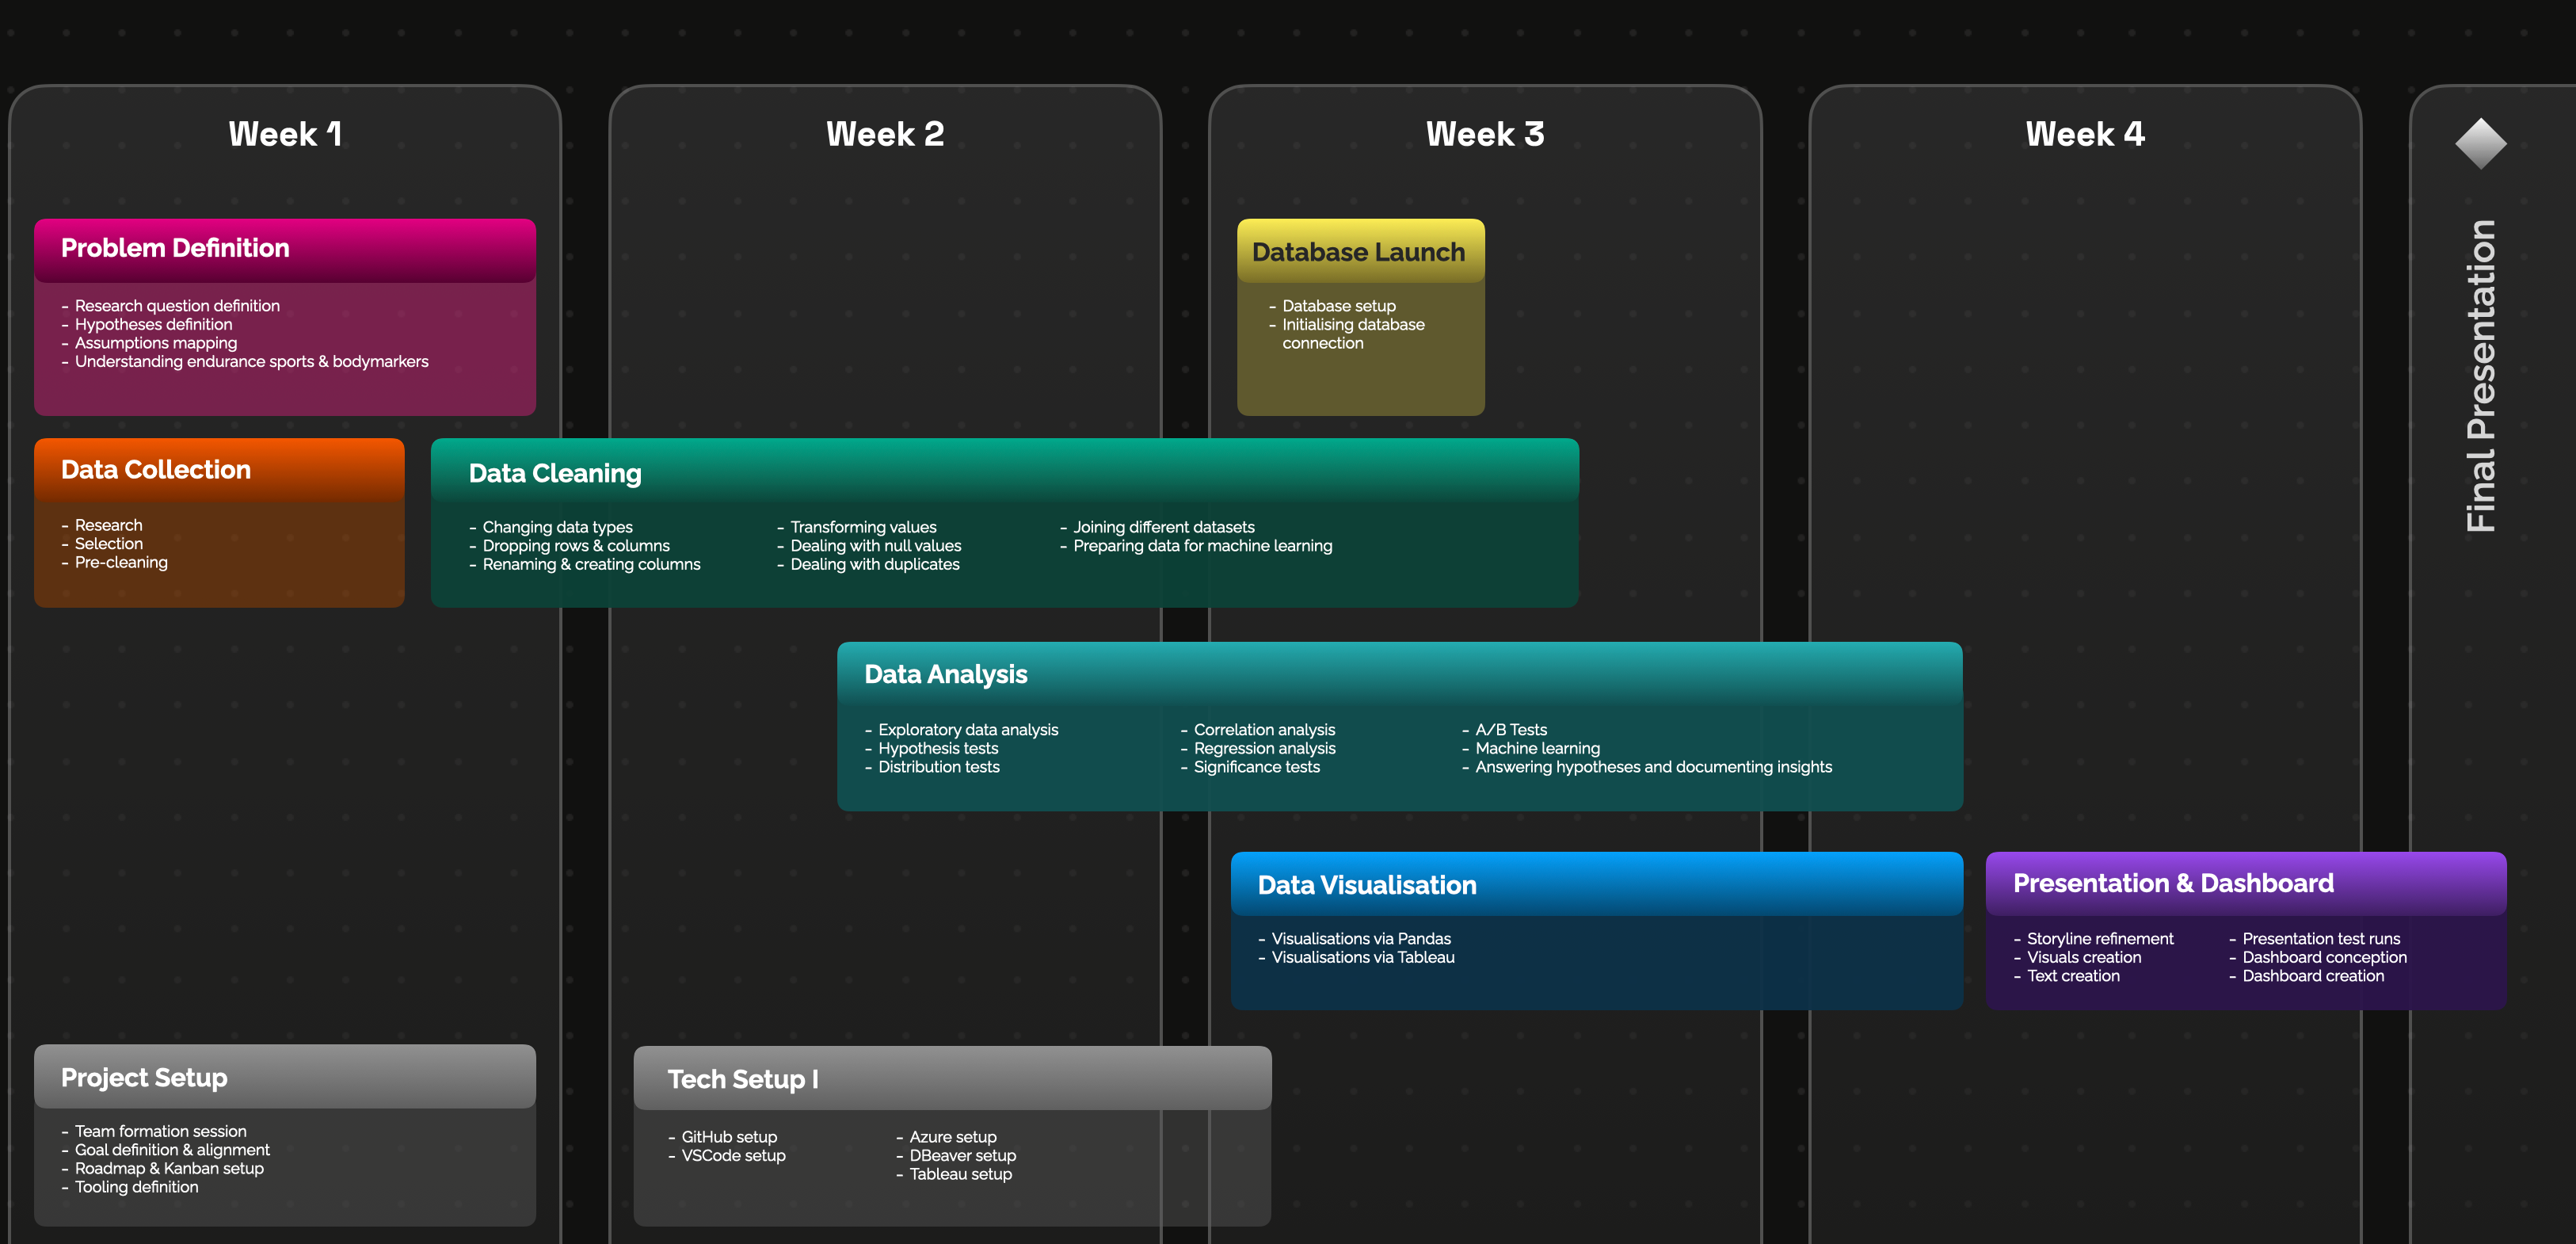 Week 1
Week 2
Week 3
Week 4
Final Presentation
Problem Definition
- Research question definition
- Hypotheses definition
- Assumptions mapping
- Understanding endurance sports & bodymarkers
Database Launch
- Database setup
- Initialising database
connection
Data Collection
- Research
- Selection
- Pre-cleaning
Data Cleaning
- Changing data types
- Dropping rows & columns
- Renaming & creating columns
- Transforming values
- Dealing with null values
- Dealing with duplicates
- Joining different datasets
- Preparing data for machine learning
Data Analysis
- Exploratory data analysis
- Hypothesis tests
- Distribution tests
- Correlation analysis
- Regression analysis
- Significance tests
- A/B Tests
- Machine learning
- Answering hypotheses and documenting insights
Data Visualisation
- Visualisations via Pandas
- Visualisations via Tableau
Presentation & Dashboard
- Storyline refinement
- Visuals creation
- Text creation
- Presentation test runs
- Dashboard conception
- Dashboard creation
Project Setup
- Team formation session
- Goal definition & alignment
- Roadmap & Kanban setup
- Tooling definition
Tech Setup I
- GitHub setup
- VSCode setup
- Azure setup
- DBeaver setup
- Tableau setup